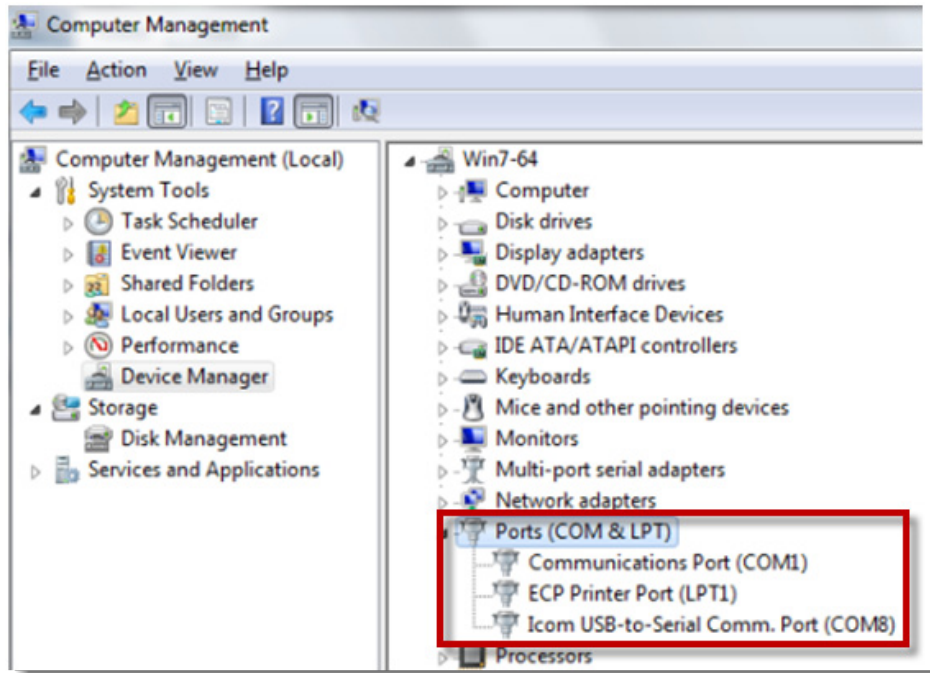 Computer Management
File Action View Help
Computer Management (Local)
System Tools
Task Scheduler
Event Viewer
Shared Folders
Local Users and Groups
Performance
Device Manager
Storage
Disk Management
Services and Applications
Win7-64
Computer
Disk drives
Display adapters
DVD/CD-ROM drives
Human Interface Devices
IDE ATA/ATAPI controllers
Keyboards
Mice and other pointing devices
Monitors
Multi-port serial adapters
Network adapters
Ports (COM & LPT)
Communications Port (COM1)
ECP Printer Port (LPT1)
Icom USB-to-Serial Comm. Port (COM8)
Processors